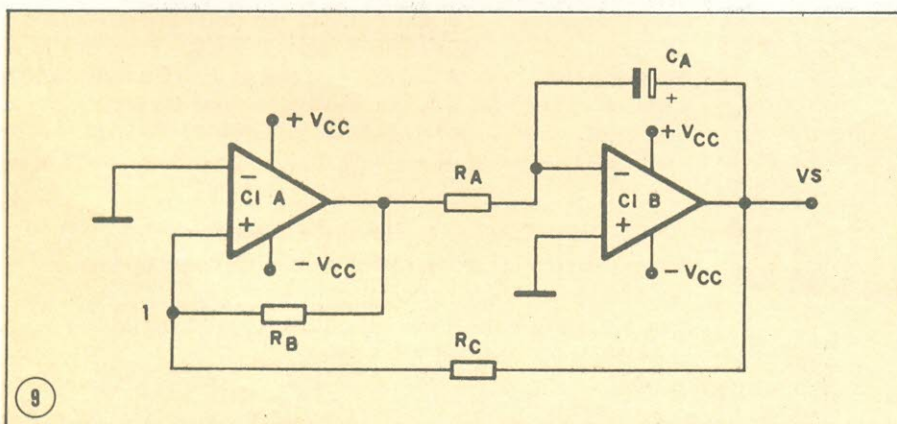 CA
+
+ VCC
−
CI A
+
− VCC
RA
+ VCC
−
CI B
+
− VCC
VS
1
RB
RC
9